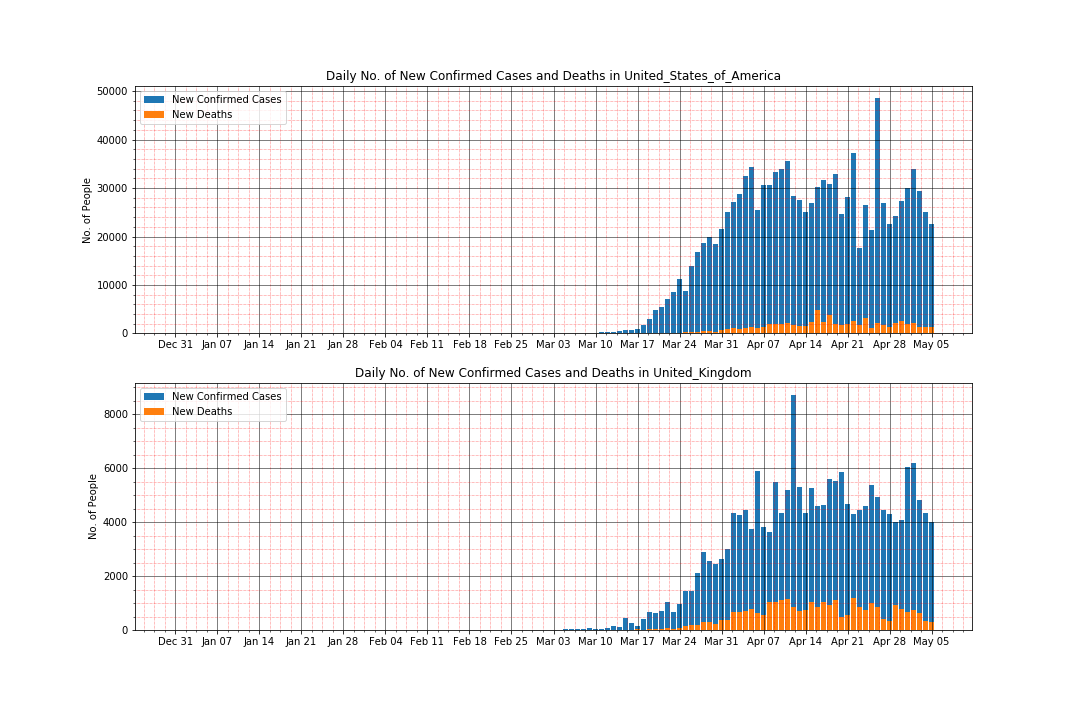 Daily No. of New Confirmed Cases and Deaths in United_States_of_America
New Confirmed Cases
New Deaths
No. of People
50000
40000
30000
20000
10000
0
Dec 31 Jan 07 Jan 14 Jan 21 Jan 28 Feb 04 Feb 11 Feb 18 Feb 25 Mar 03 Mar 10 Mar 17 Mar 24 Mar 31 Apr 07 Apr 14 Apr 21 Apr 28 May 05
Daily No. of New Confirmed Cases and Deaths in United_Kingdom
New Confirmed Cases
New Deaths
No. of People
8000
6000
4000
2000
0
Dec 31 Jan 07 Jan 14 Jan 21 Jan 28 Feb 04 Feb 11 Feb 18 Feb 25 Mar 03 Mar 10 Mar 17 Mar 24 Mar 31 Apr 07 Apr 14 Apr 21 Apr 28 May 05